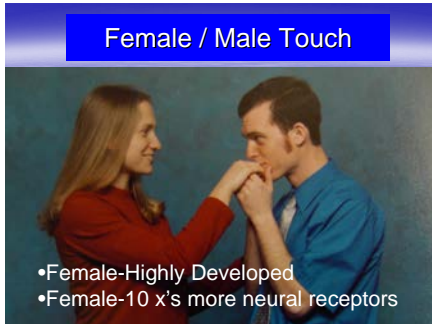 Female / Male Touch
•Female-Highly Developed
•Female-10 x's more neural receptors